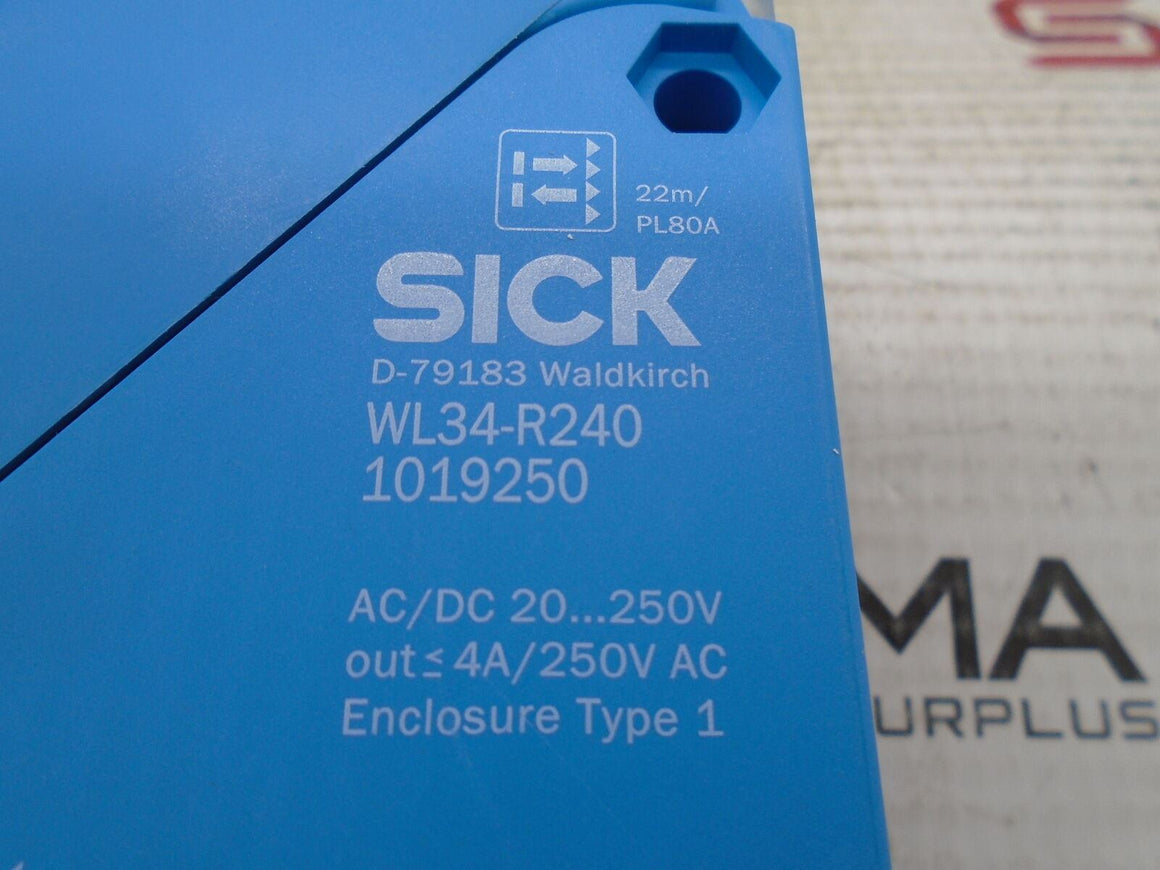 22m/
PL80A
SICK
D-79183 Waldkirch
WL34-R240
1019250
AC/DC 20...250V
out ≤ 4A/250V AC
Enclosure Type 1
MA
URPLUS